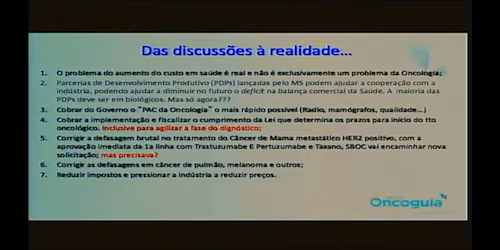 Das discussões à realidade...
1. O problema do aumento do custo em saúde é real e não é exclusivamente um problema da Oncologia;
2. Parcerias de Desenvolvimento Produtivo (PDPs) lançadas pelo MS podem ajudar a cooperação com a
indústria, podendo ajudar a diminuir no futuro o deficit na balança comercial da Saúde. A maioria das
PDPs deve ser em biológicos. Mas só agora???
3. Cobrar do Governo o "PAC da Oncologia" o mais rápido possível (Radio, mamógrafos, qualidade...)
4. Cobrar a implementação e fiscalizar o cumprimento da Lei que determina os prazos para início do tto
oncológico. Inclusive para agilizar a fase do dignóstico;
5. Corrigir a defasagem brutal no tratamento do Câncer de Mama metastático HER2 positivo, com a
aprovação imediata da 1a linha com Trastuzumabe E Pertuzumabe e Taxano, SBOC vai encaminhar nova
solicitação; mas precisava?
6. Corrigir as defasagens em câncer de pulmão, melanoma e outros;
7. Reduzir impostos e pressionar a indústria a reduzir preços.
Oncoguia